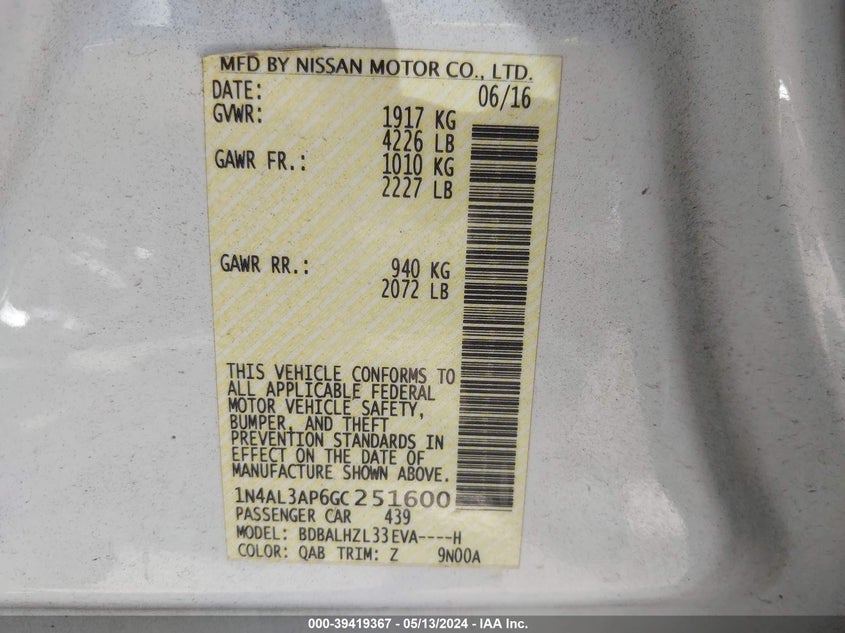 MFD BY NISSAN MOTOR CO., LTD.
DATE: 06/16
GVWR: 1917 KG
4226 LB
GAWR FR.: 1010 KG
2227 LB
GAWR RR.: 940 KG
2072 LB
THIS VEHICLE CONFORMS TO
ALL APPLICABLE FEDERAL
MOTOR VEHICLE SAFETY,
BUMPER, AND THEFT
PREVENTION STANDARDS IN
EFFECT ON THE DATE OF
MANUFACTURE SHOWN ABOVE.
1N4AL3AP6GC251600
PASSENGER CAR 439
MODEL: BDBALHZL33EVA----H
COLOR: QAB TRIM: Z 9N00A
000-39419367 - 05/13/2024 - IAA Inc.